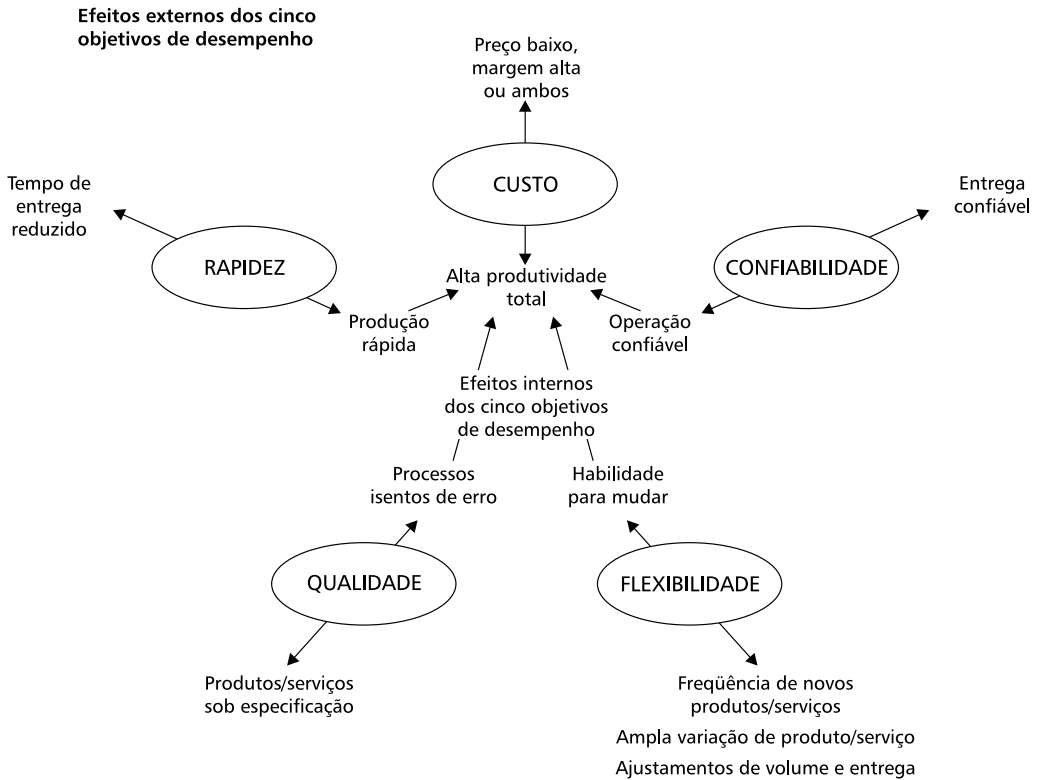 Efeitos externos dos cinco
objetivos de desempenho
Preço baixo,
margem alta
ou ambos
CUSTO
Tempo de
entrega
reduzido
RAPIDEZ
Entrega
confiável
CONFIABILIDADE
Alta produtividade
total
Produção
rápida
Operação
confiável
Efeitos internos
dos cinco objetivos
de desempenho
Processos
isentos de erro
Habilidade
para mudar
QUALIDADE
FLEXIBILIDADE
Produtos/serviços
sob especificação
Freqüência de novos
produtos/serviços
Ampla variação de produto/serviço
Ajustamentos de volume e entrega